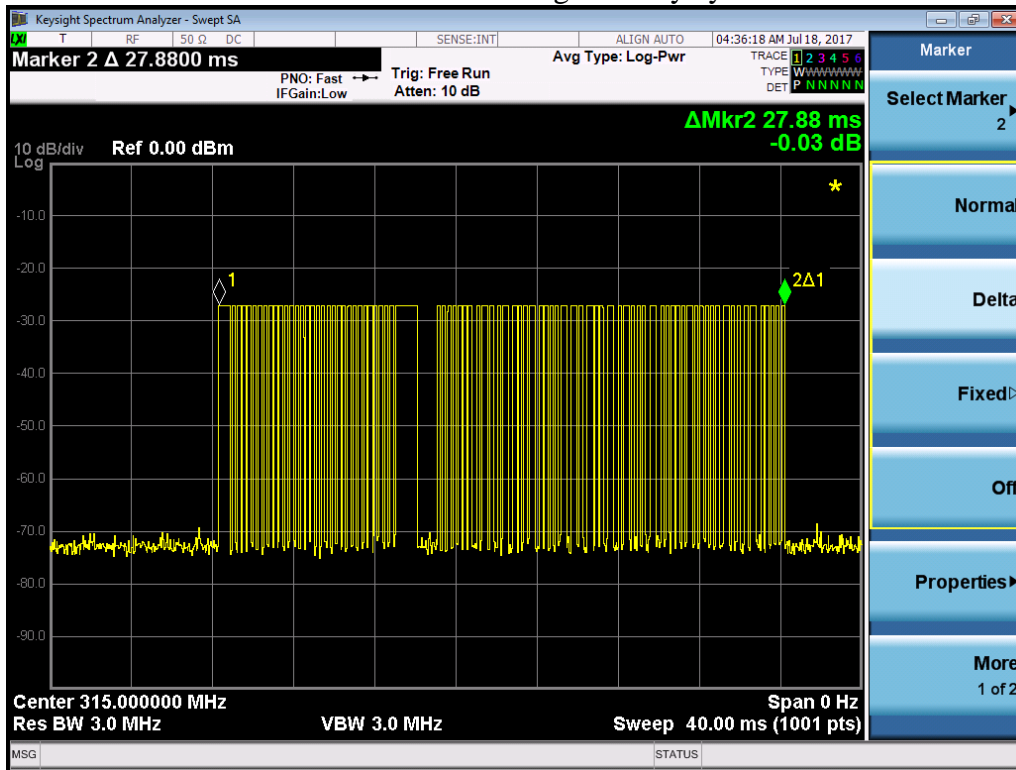 Keysight Spectrum Analyzer - Swept SA
LXI T RF 50 Ω DC SENSE:INT ALIGN AUTO 04:36:18 AM Jul 18, 2017
Marker 2 Δ 27.8800 ms
PNO: Fast
IFGain:Low
Trig: Free Run
Atten: 10 dB
Avg Type: Log-Pwr
TRACE 1 2 3 4 5 6
TYPE WWWWWW
DET P N N N N N
ΔMkr2 27.88 ms
-0.03 dB
10 dB/div Ref 0.00 dBm
Log
-10.0
-20.0
-30.0
-40.0
-50.0
-60.0
-70.0
-80.0
-90.0
1
2Δ1
*
Center 315.000000 MHz Span 0 Hz
Res BW 3.0 MHz VBW 3.0 MHz Sweep 40.00 ms (1001 pts)
MSG STATUS
Marker
Select Marker
2
Normal
Delta
Fixed
Off
Properties
More
1 of 2